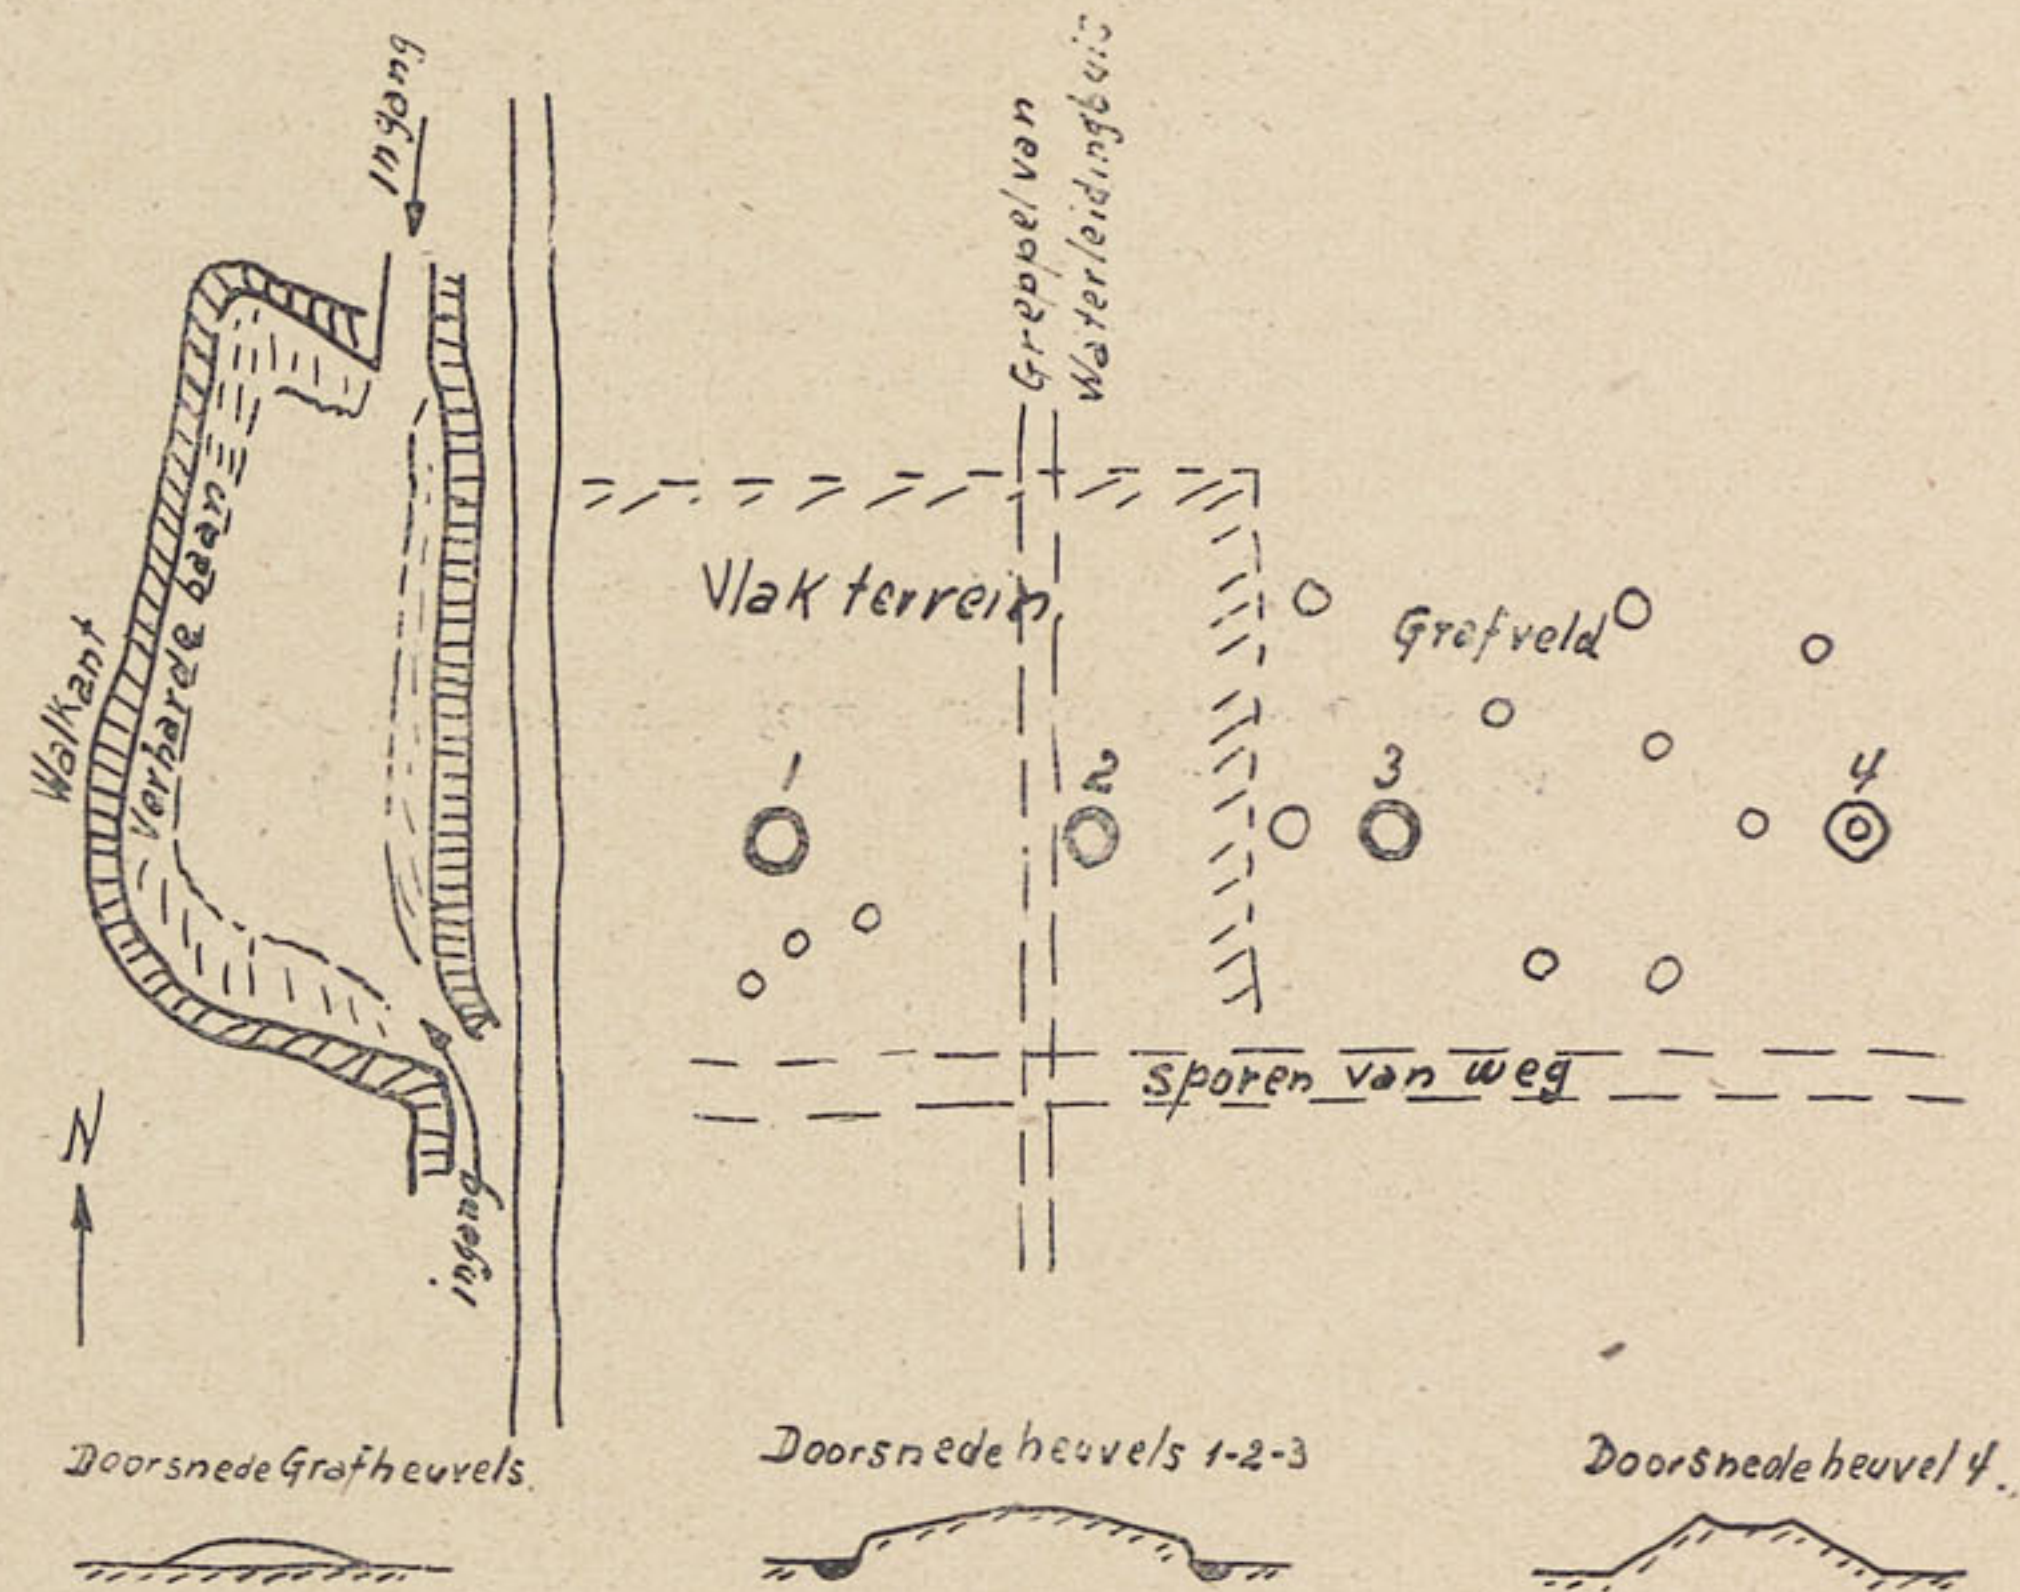 Ingang
Greppel van
Waterleidingbuis
Walkant
Verharde baan
Vlak terrein
Grafveld
1
2
3
4
sporen van weg
N
ingang
Doorsnede Grafheuvels.
Doorsnede heuvels 1-2-3
Doorsnede heuvel 4.